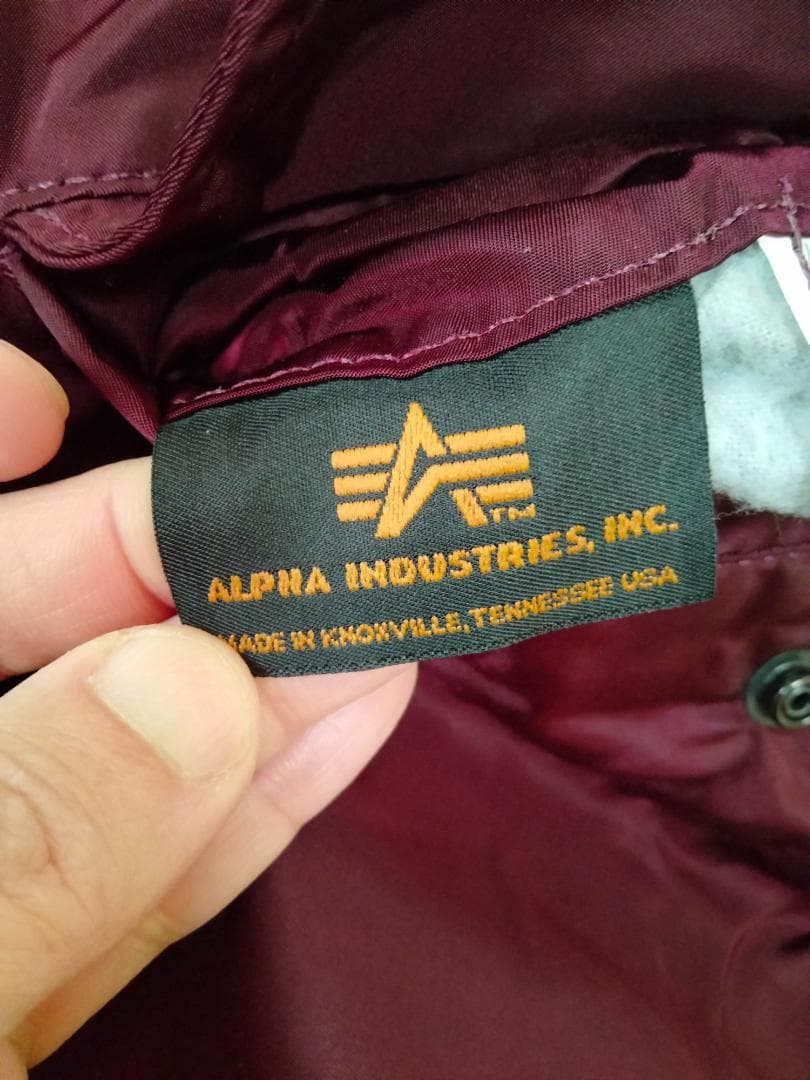 TM
ALPHA INDUSTRIES, INC.
MADE IN KNOXVILLE, TENNESSEE USA